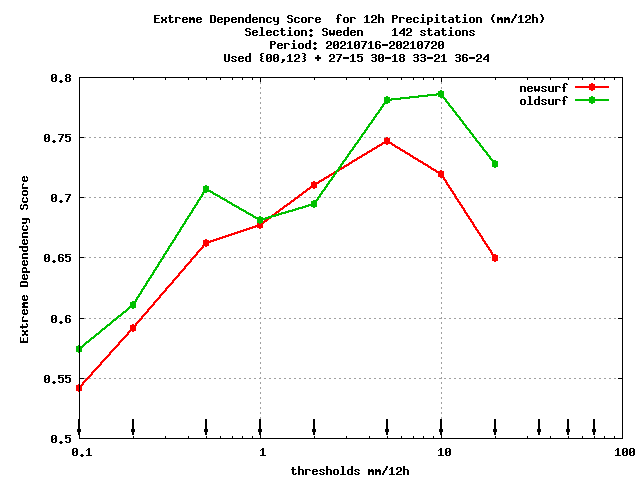 Extreme Dependency Score  for 12h Precipitation (mm/12h)
Selection: Sweden    142 stations
Period: 20210716-20210720
Used {00,12} + 27-15 30-18 33-21 36-24
newsurf
oldsurf
0.8
0.75
0.7
0.65
0.6
0.55
0.5
Extreme Dependency Score
0.1 1 10 100
thresholds mm/12h